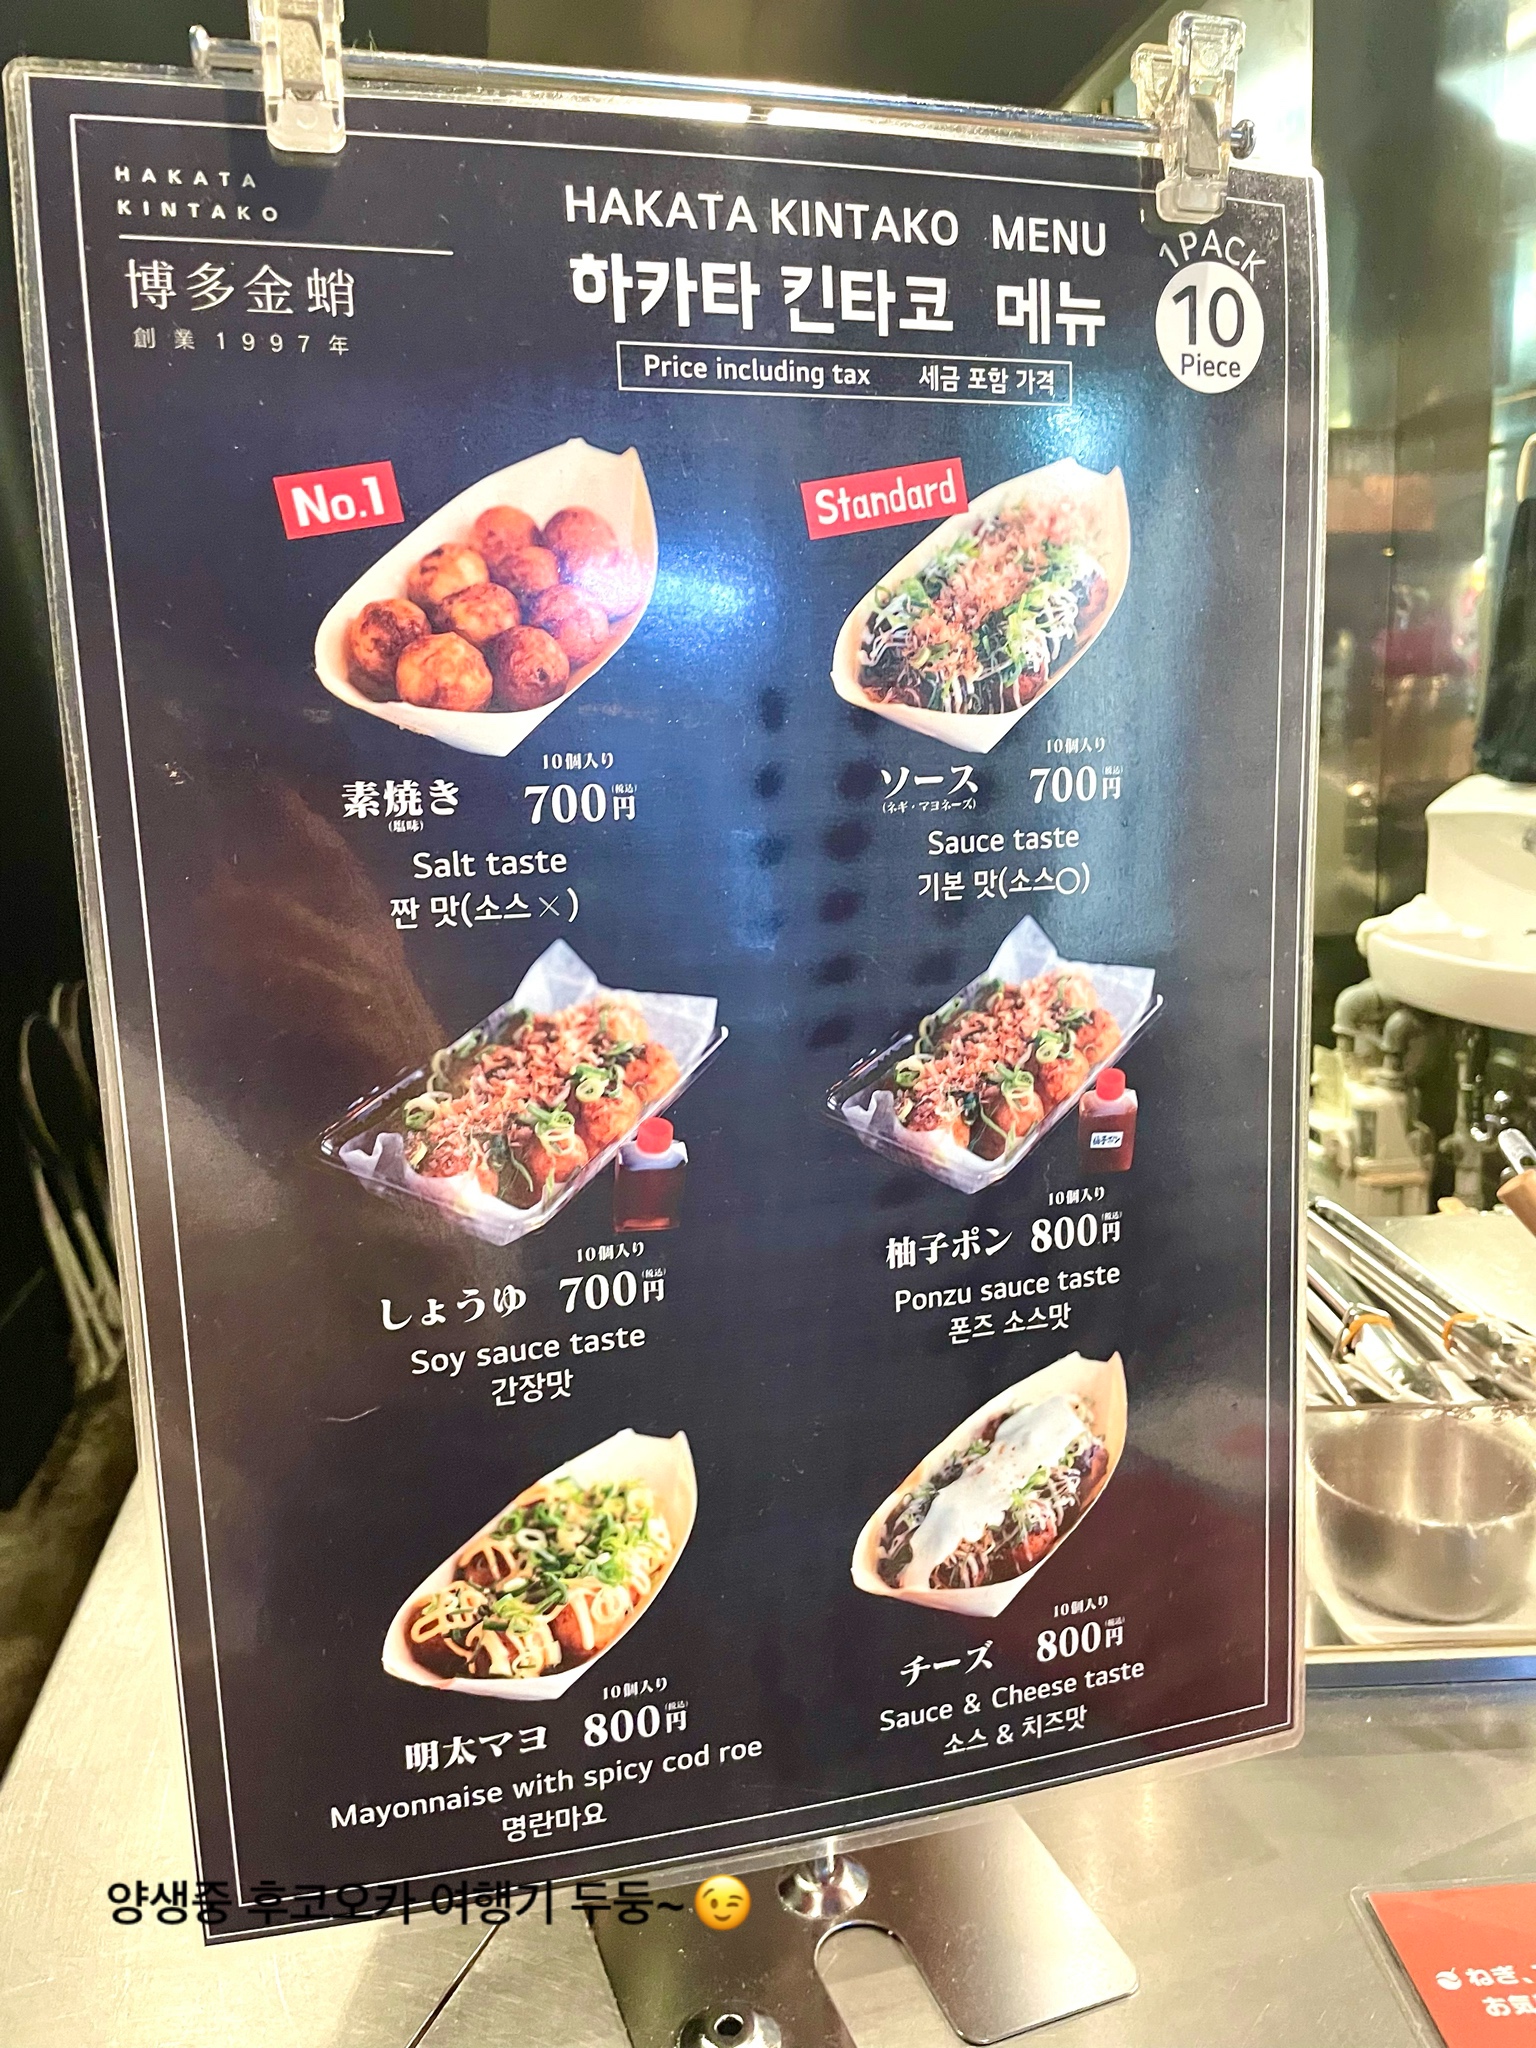 HAKATA
KINTAKO
博多金蛸
創業1997年
HAKATA KINTAKO MENU
하카타 킨타코 메뉴
Price including tax 세금 포함 가격
1PACK
10
Piece
No.1
10個入り
素焼き 700円(税込)
(塩味)
Salt taste
짠 맛(소스×)
Standard
10個入り
ソース 700円(税込)
(ネギ・マヨネーズ)
Sauce taste
기본 맛(소스○)
10個入り
しょうゆ 700円(税込)
Soy sauce taste
간장맛
柚子ポン
10個入り
柚子ポン 800円(税込)
Ponzu sauce taste
폰즈 소스맛
10個入り
明太マヨ 800円(税込)
Mayonnaise with spicy cod roe
명란마요
10個入り
チーズ 800円(税込)
Sauce & Cheese taste
소스 & 치즈맛
양생중 후코오카 여행기 두둥~😉
ねぎ、
お気